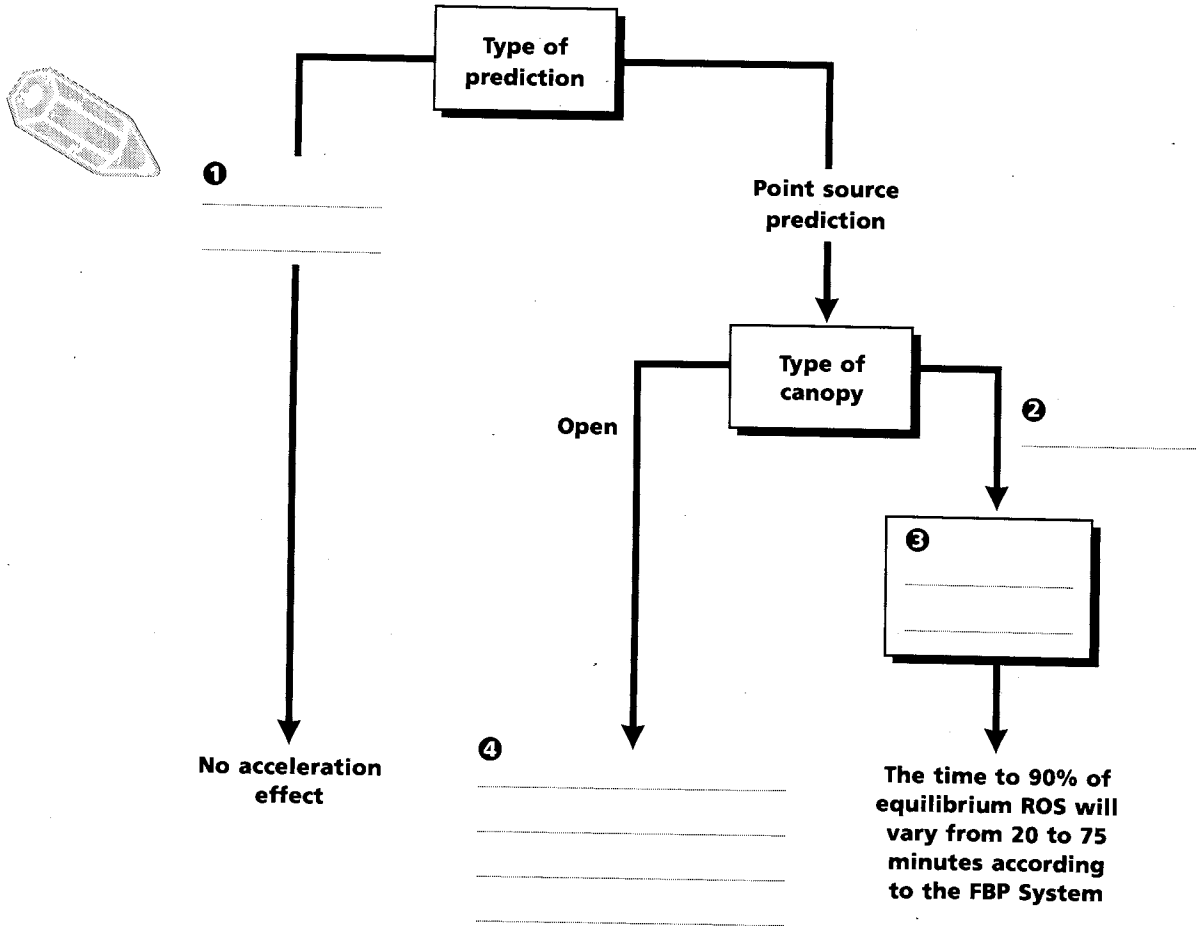 Type of
prediction
❶
Point source
prediction
Type of
canopy
Open
❷
❸
No acceleration
effect
❹
The time to 90% of
equilibrium ROS will
vary from 20 to 75
minutes according
to the FBP System